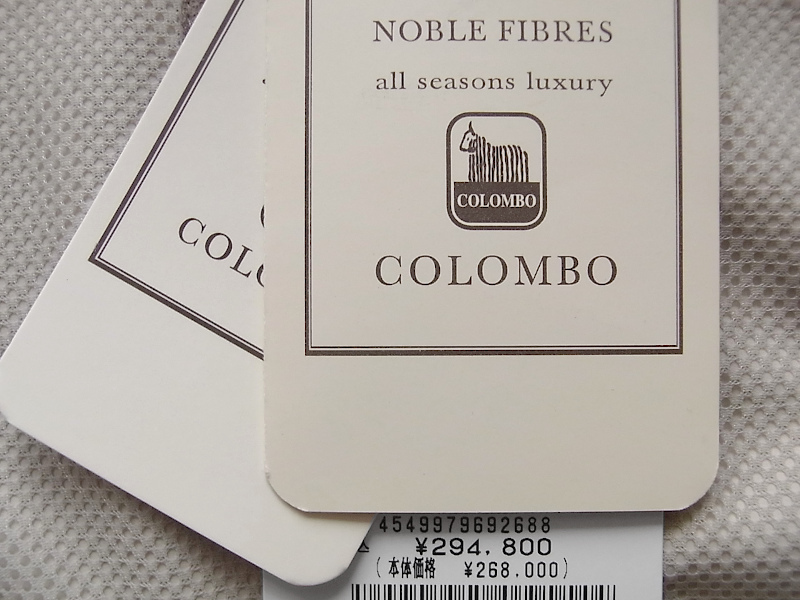 NOBLE FIBRES
all seasons luxury
COLOMBO
COLOMBO
COLO
4549979692688
¥294,800
(本体価格 ¥268,000)